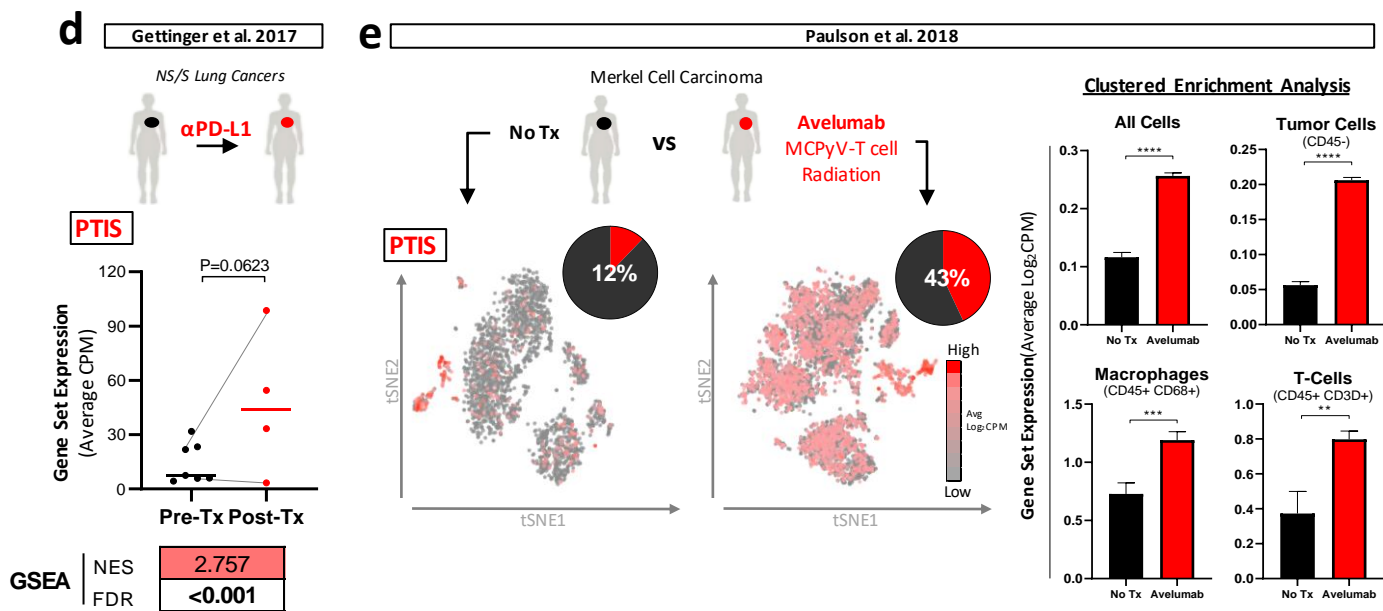 d
Gettinger et al. 2017
NS/S Lung Cancers
αPD-L1
PTIS
P=0.0623
Gene Set Expression
(Average CPM)
120
90
60
30
0
Pre-Tx Post-Tx
GSEA
NES 2.757
FDR <0.001
e
Paulson et al. 2018
Merkel Cell Carcinoma
No Tx
vs
Avelumab
MCPyV-T cell
Radiation
PTIS
12%
43%
tSNE2
tSNE1
tSNE2
tSNE1
High
Avg
Log₂CPM
Low
Clustered Enrichment Analysis
Gene Set Expression(Average Log₂CPM)
All Cells
****
0.3
0.2
0.1
0.0
No Tx Avelumab
Tumor Cells
(CD45-)
****
0.20
0.15
0.10
0.05
0.00
No Tx Avelumab
Macrophages
(CD45+ CD68+)
***
1.5
1.0
0.5
0.0
No Tx Avelumab
T-Cells
(CD45+ CD3D+)
**
1.0
0.8
0.6
0.4
0.2
0.0
No Tx Avelumab